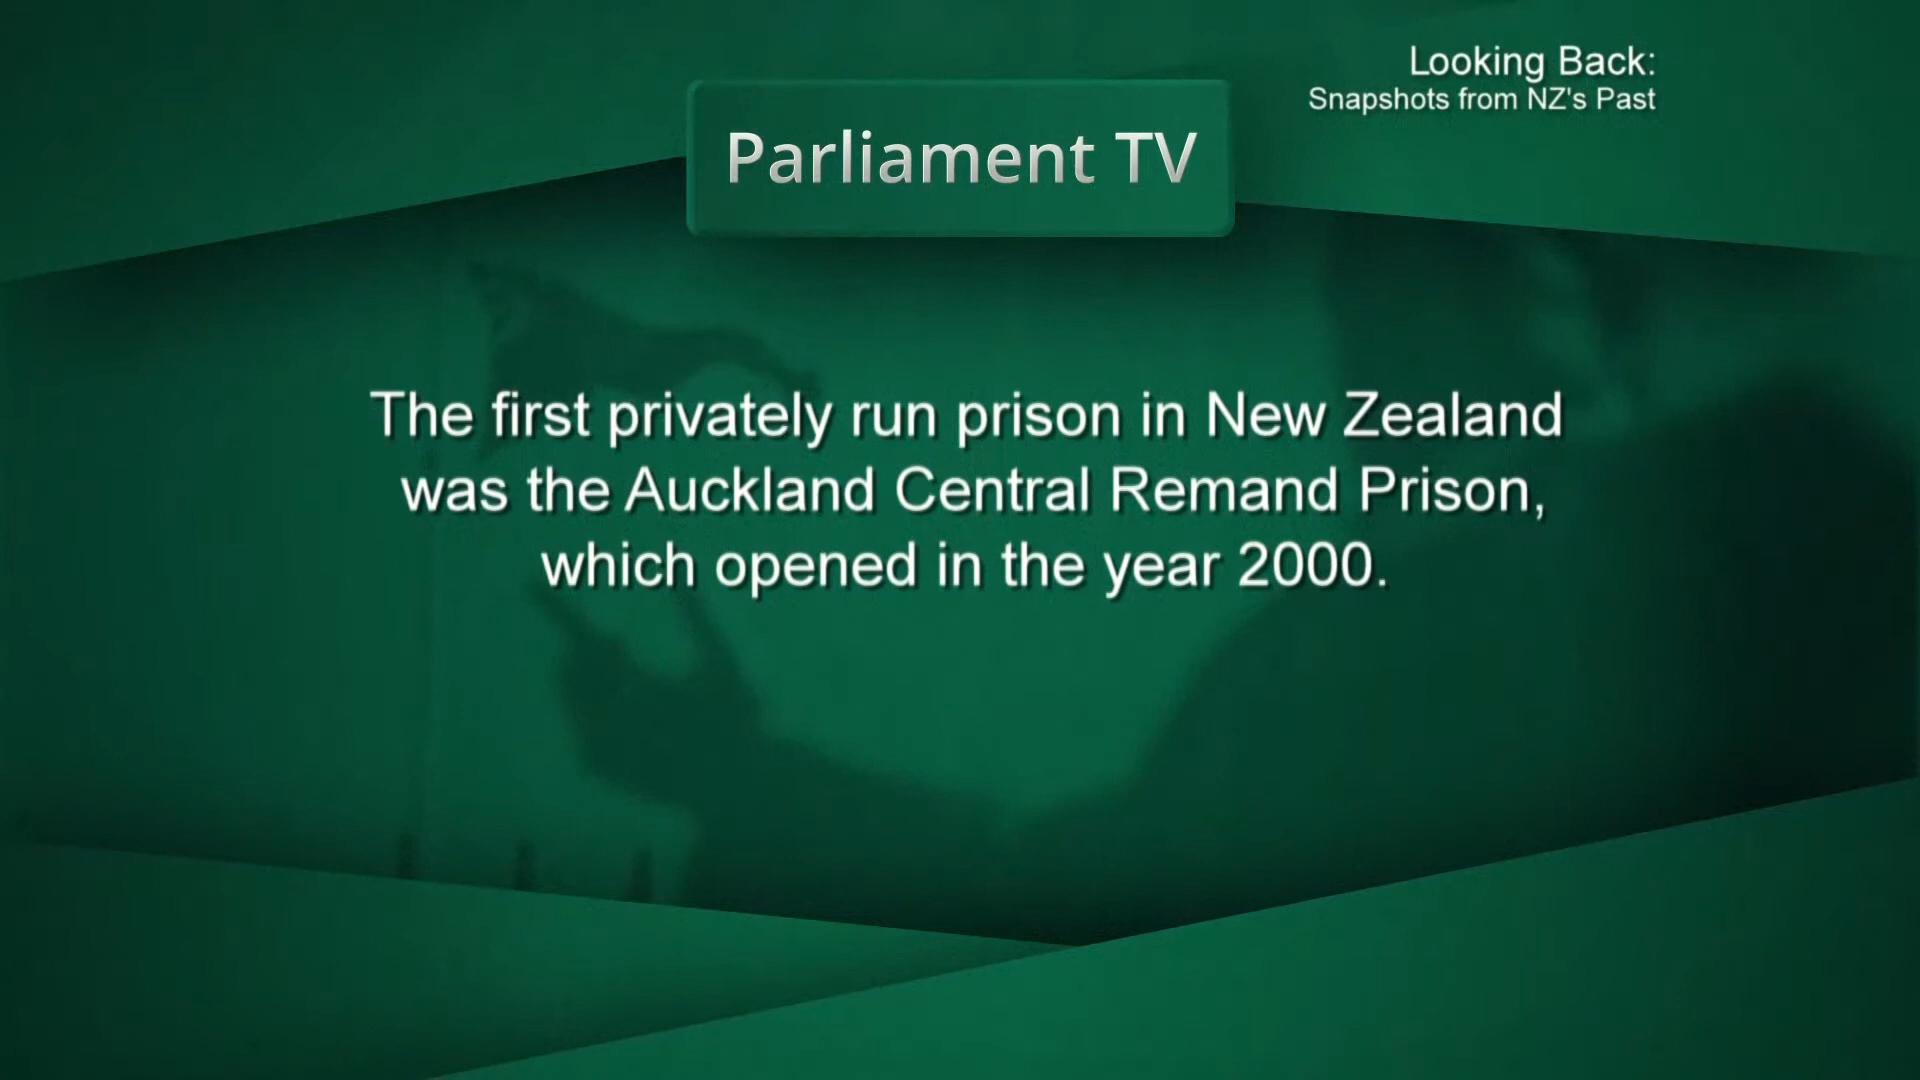 Looking Back:
Snapshots from NZ's Past
Parliament TV
The first privately run prison in New Zealand
was the Auckland Central Remand Prison,
which opened in the year 2000.